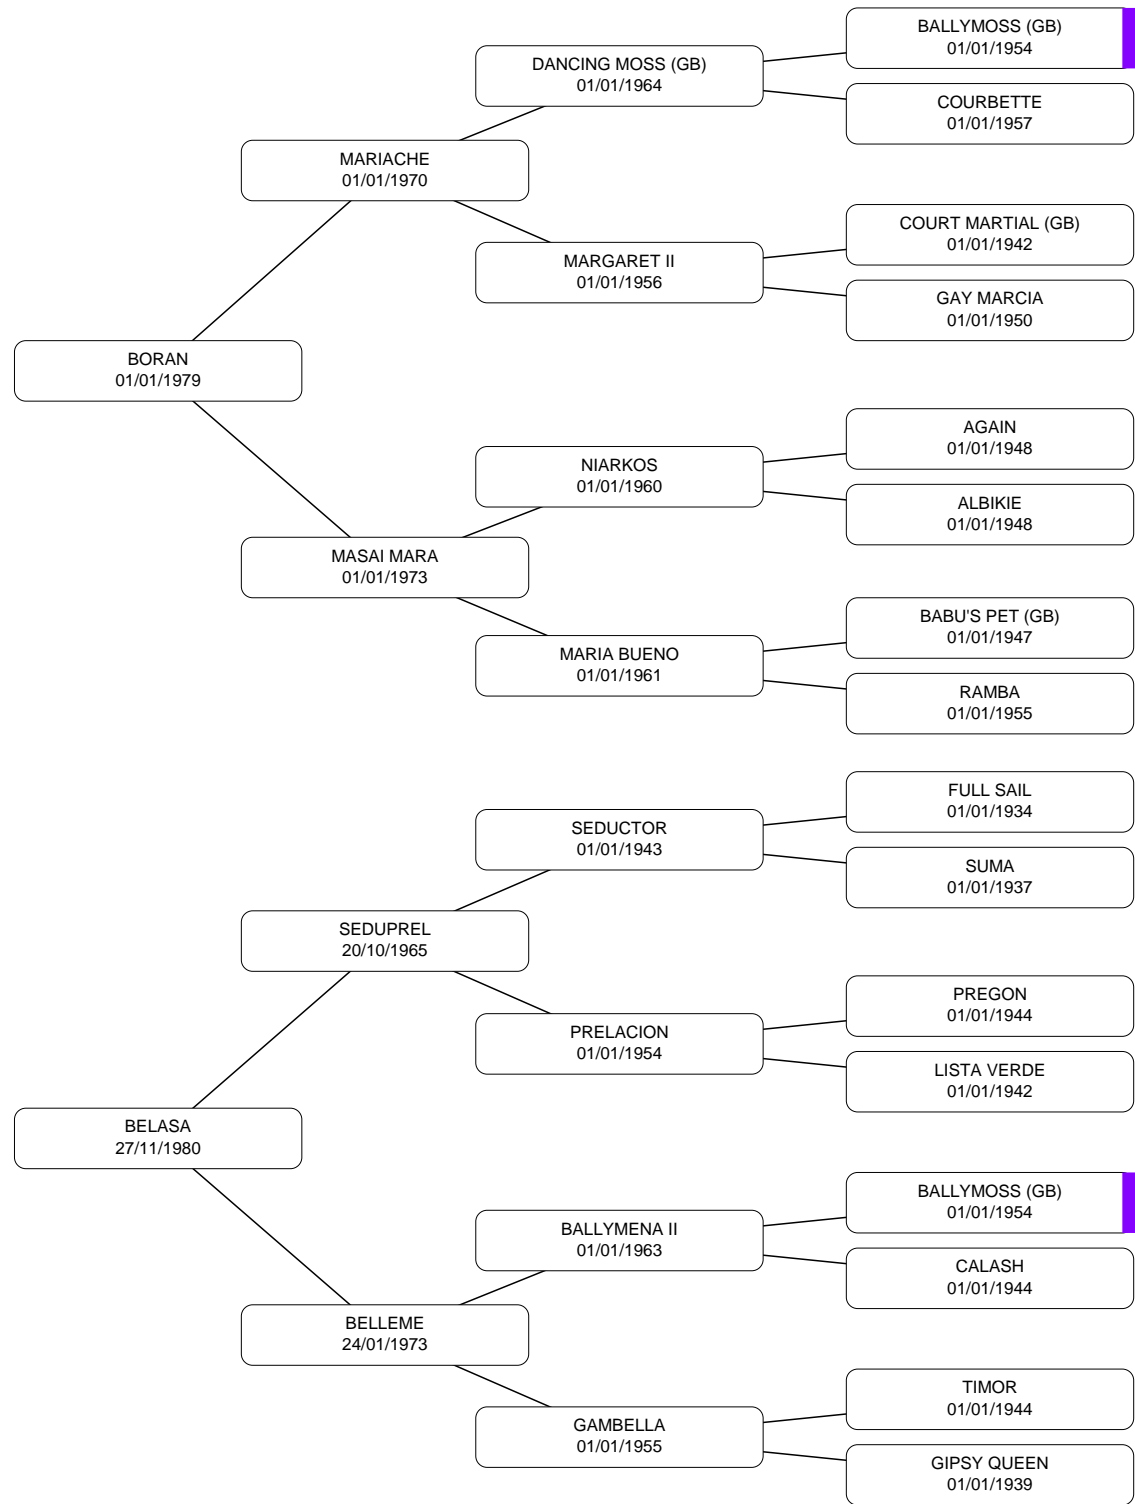 BALLYMOSS (GB)
01/01/1954
DANCING MOSS (GB)
01/01/1964
COURBETTE
01/01/1957
MARIACHE
01/01/1970
COURT MARTIAL (GB)
01/01/1942
MARGARET II
01/01/1956
GAY MARCIA
01/01/1950
BORAN
01/01/1979
AGAIN
01/01/1948
NIARKOS
01/01/1960
ALBIKIE
01/01/1948
MASAI MARA
01/01/1973
BABU'S PET (GB)
01/01/1947
MARIA BUENO
01/01/1961
RAMBA
01/01/1955
FULL SAIL
01/01/1934
SEDUCTOR
01/01/1943
SUMA
01/01/1937
SEDUPREL
20/10/1965
PREGON
01/01/1944
PRELACION
01/01/1954
LISTA VERDE
01/01/1942
BELASA
27/11/1980
BALLYMOSS (GB)
01/01/1954
BALLYMENA II
01/01/1963
CALASH
01/01/1944
BELLEME
24/01/1973
TIMOR
01/01/1944
GAMBELLA
01/01/1955
GIPSY QUEEN
01/01/1939